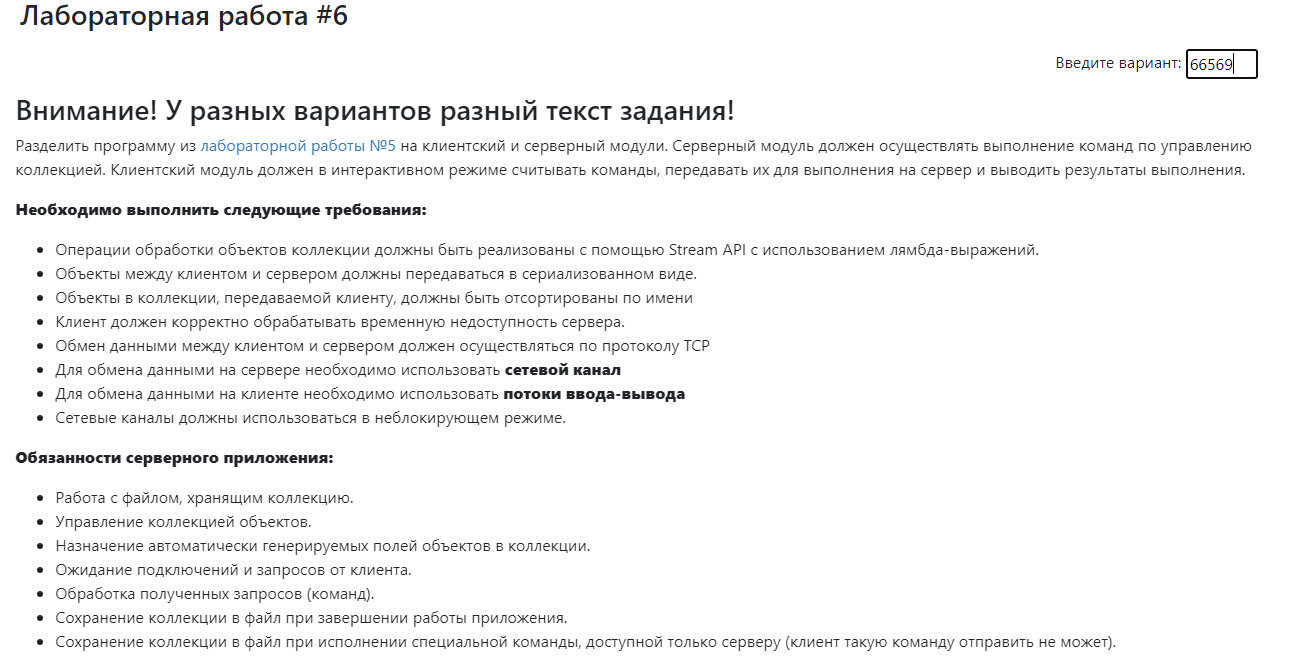 Лабораторная работа #6
Введите вариант: 66569
Внимание! У разных вариантов разный текст задания!
Разделить программу из лабораторной работы №5 на клиентский и серверный модули. Серверный модуль должен осуществлять выполнение команд по управлению
коллекцией. Клиентский модуль должен в интерактивном режиме считывать команды, передавать их для выполнения на сервер и выводить результаты выполнения.
Необходимо выполнить следующие требования:
• Операции обработки объектов коллекции должны быть реализованы с помощью Stream API с использованием лямбда-выражений.
• Объекты между клиентом и сервером должны передаваться в сериализованном виде.
• Объекты в коллекции, передаваемой клиенту, должны быть отсортированы по имени
• Клиент должен корректно обрабатывать временную недоступность сервера.
• Обмен данными между клиентом и сервером должен осуществляться по протоколу TCP
• Для обмена данными на сервере необходимо использовать сетевой канал
• Для обмена данными на клиенте необходимо использовать потоки ввода-вывода
• Сетевые каналы должны использоваться в неблокирующем режиме.
Обязанности серверного приложения:
• Работа с файлом, хранящим коллекцию.
• Управление коллекцией объектов.
• Назначение автоматически генерируемых полей объектов в коллекции.
• Ожидание подключений и запросов от клиента.
• Обработка полученных запросов (команд).
• Сохранение коллекции в файл при завершении работы приложения.
• Сохранение коллекции в файл при исполнении специальной команды, доступной только серверу (клиент такую команду отправить не может).